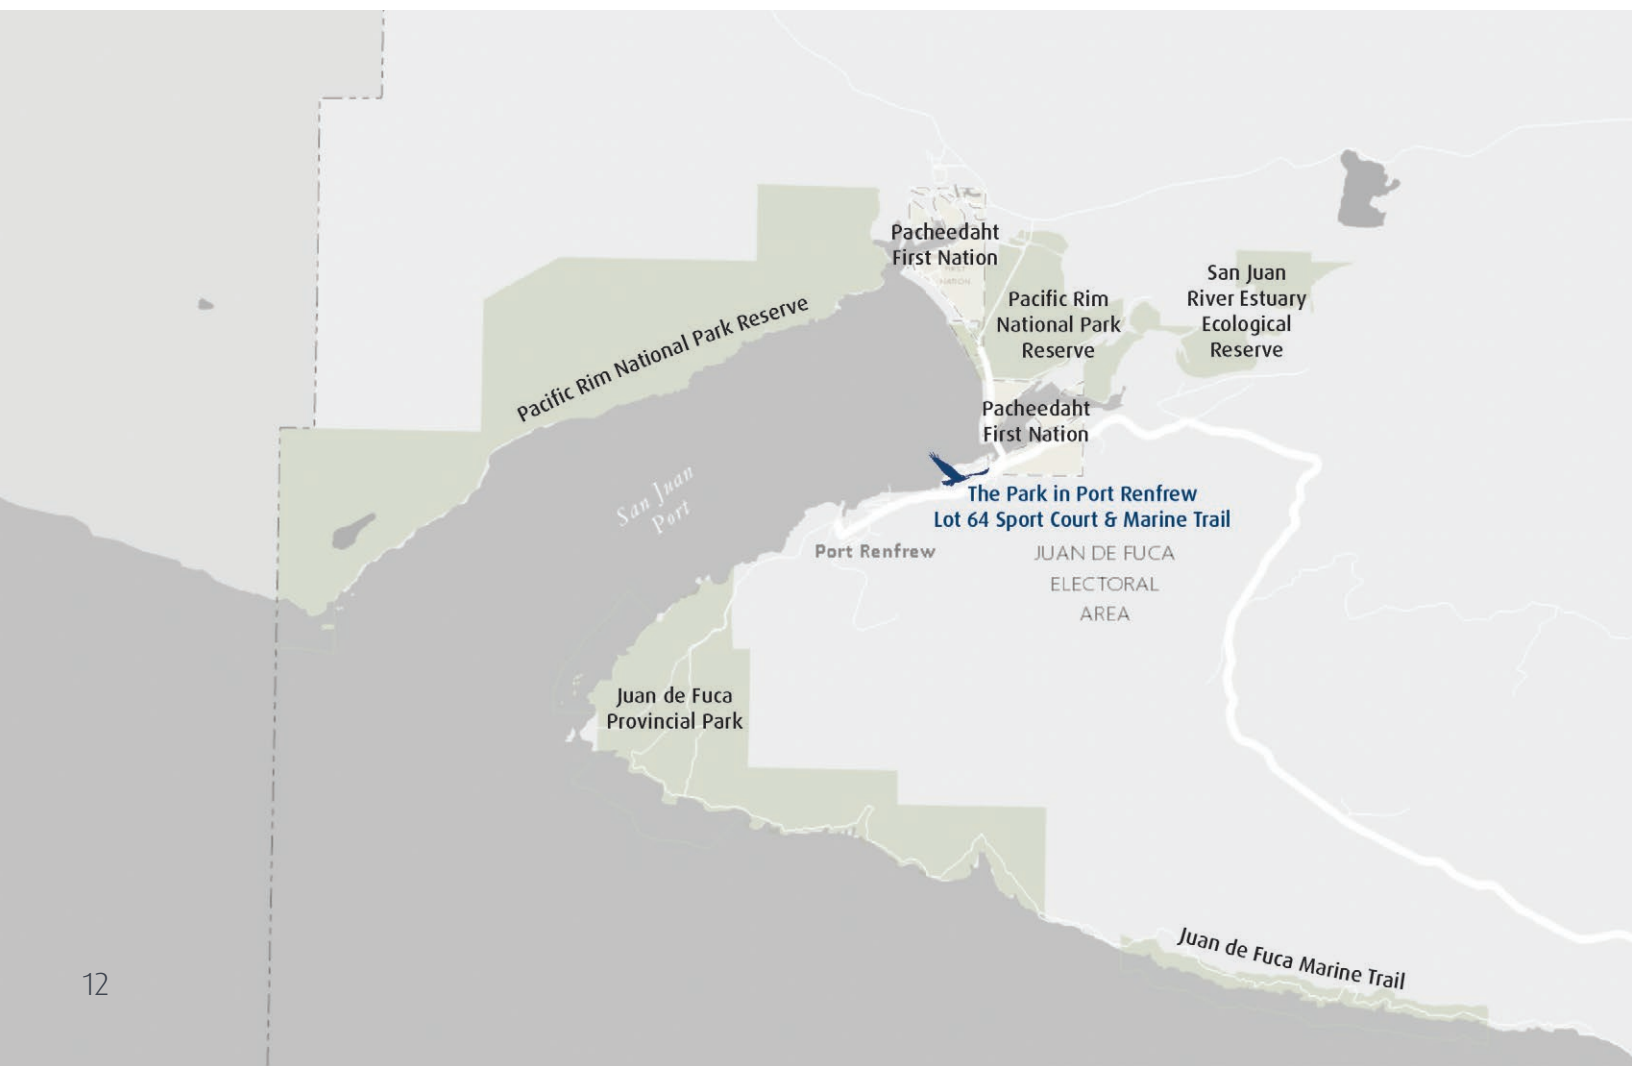 Pacheedaht
First Nation
FIRST
NATION
San Juan
River Estuary
Ecological
Reserve
Pacific Rim
National Park
Reserve
Pacific Rim National Park Reserve
Pacheedaht
First Nation
San Juan
Port
The Park in Port Renfrew
Lot 64 Sport Court & Marine Trail
Port Renfrew
JUAN DE FUCA
ELECTORAL
AREA
Juan de Fuca
Provincial Park
Juan de Fuca Marine Trail
12